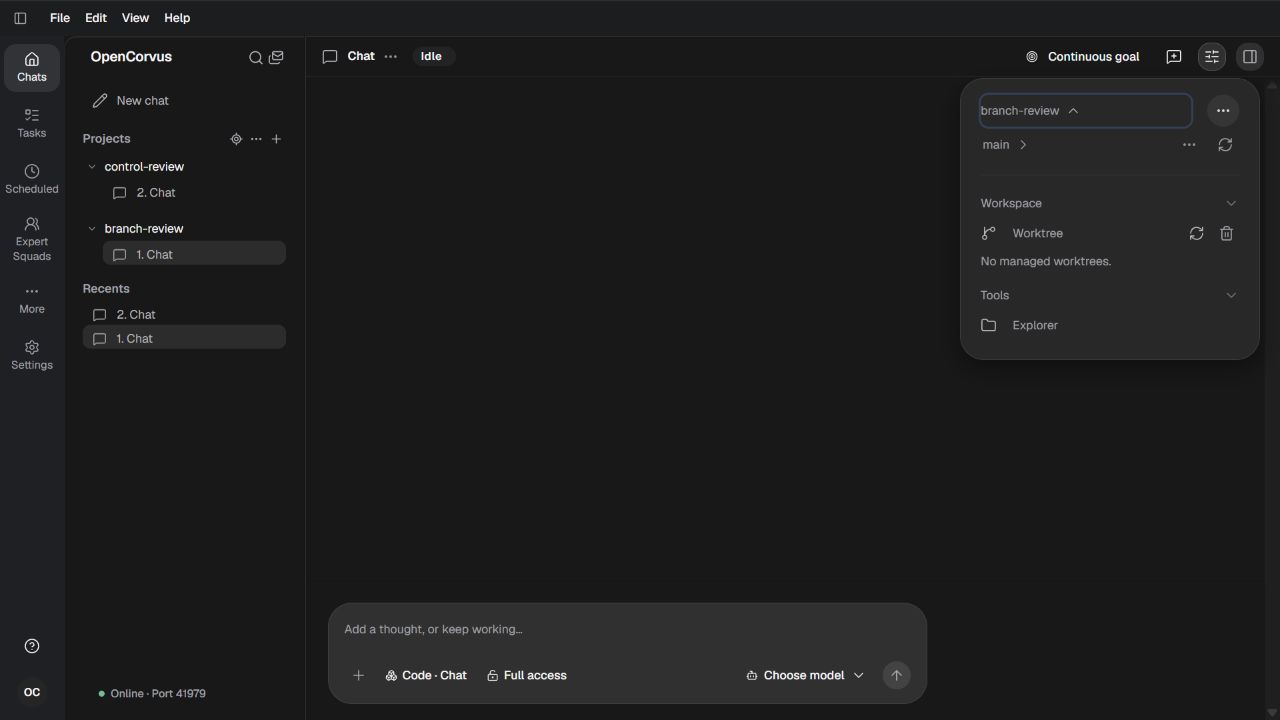 File Edit View Help
Chats
Tasks
Scheduled
Expert
Squads
More
Settings
OC
OpenCorvus
New chat
Projects
control-review
2. Chat
branch-review
1. Chat
Recents
2. Chat
1. Chat
Online · Port 41979
Chat Idle
Continuous goal
branch-review
main
Workspace
Worktree
No managed worktrees.
Tools
Explorer
Add a thought, or keep working...
Code · Chat Full access Choose model